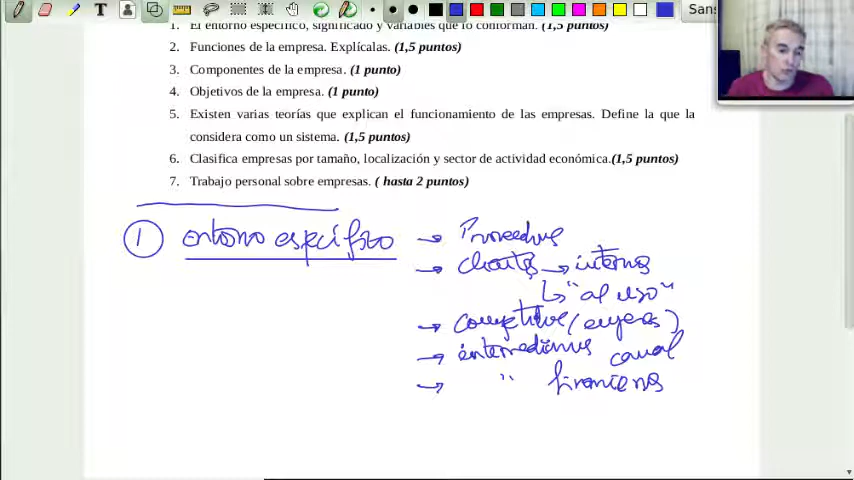 Sans
1. El entorno específico, significado y variables que lo conforman. (1,5 puntos)
2. Funciones de la empresa. Explícalas. (1,5 puntos)
3. Componentes de la empresa. (1 punto)
4. Objetivos de la empresa. (1 punto)
5. Existen varias teorías que explican el funcionamiento de las empresas. Define la que la
considera como un sistema. (1,5 puntos)
6. Clasifica empresas por tamaño, localización y sector de actividad económica.(1,5 puntos)
7. Trabajo personal sobre empresas. ( hasta 2 puntos)
1 entorno específico → Proveedores
→ clientes → internos
↳ "al uso"
→ competitivo (empresas)
→ intermediarios canal
→ " financieros